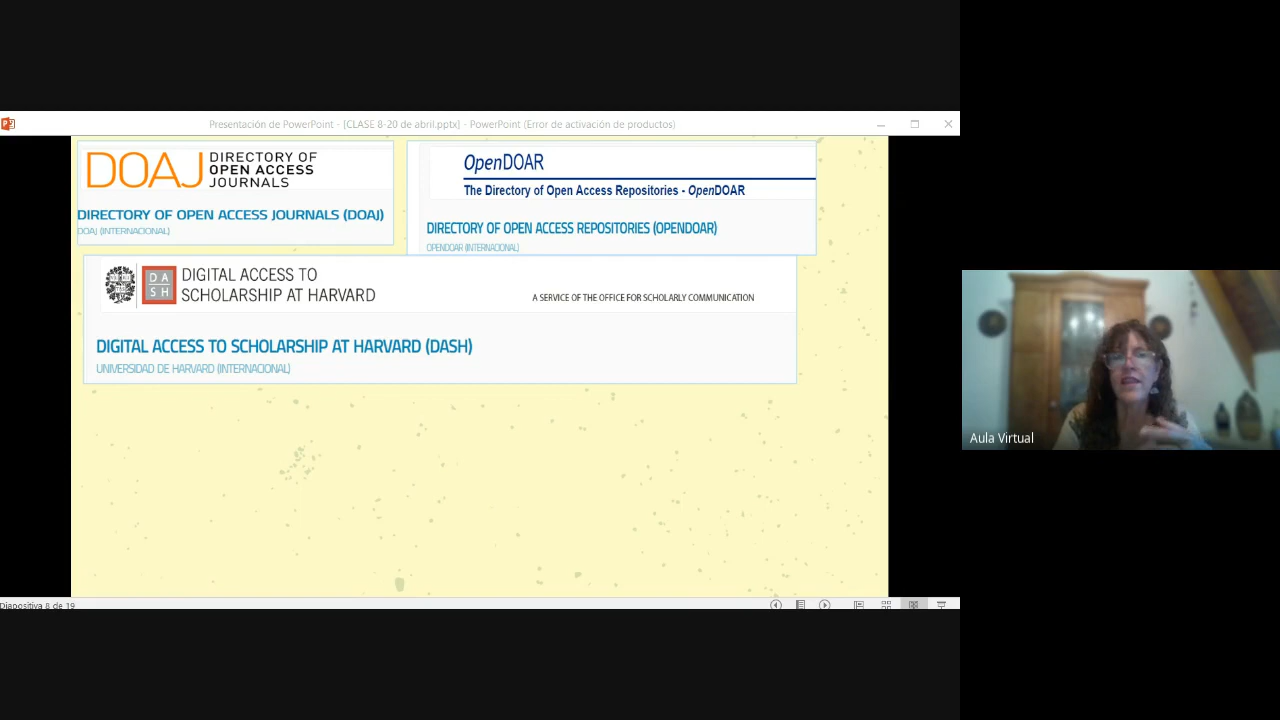 Presentación de PowerPoint - [CLASE 8-20 de abril.pptx] - PowerPoint (Error de activación de productos)
DOAJ DIRECTORY OF
OPEN ACCESS
JOURNALS
DIRECTORY OF OPEN ACCESS JOURNALS (DOAJ)
DOAJ (INTERNACIONAL)
OpenDOAR
The Directory of Open Access Repositories - OpenDOAR
DIRECTORY OF OPEN ACCESS REPOSITORIES (OPENDOAR)
OPENDOAR (INTERNACIONAL)
DA
SH
DIGITAL ACCESS TO
SCHOLARSHIP AT HARVARD
A SERVICE OF THE OFFICE FOR SCHOLARLY COMMUNICATION
DIGITAL ACCESS TO SCHOLARSHIP AT HARVARD (DASH)
UNIVERSIDAD DE HARVARD (INTERNACIONAL)
Aula Virtual
Diapositiva 8 de 19